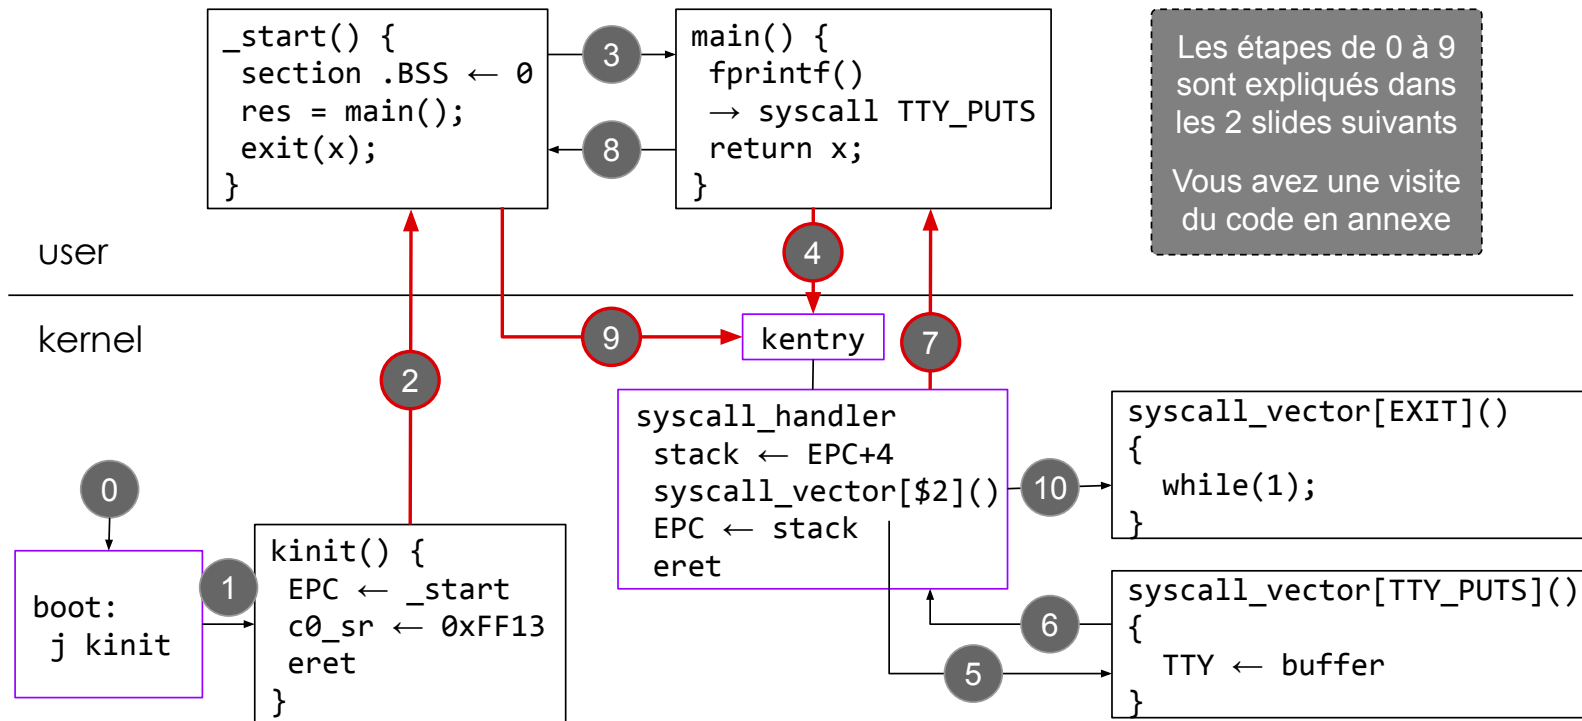 _start() {
section .BSS ← 0
res = main();
exit(x);
}
3
8
main() {
fprintf()
→ syscall TTY_PUTS
return x;
}
Les étapes de 0 à 9
sont expliqués dans
les 2 slides suivants
Vous avez une visite
du code en annexe
user
4
kernel
9
kentry
7
2
syscall_handler
stack ← EPC+4
syscall_vector[$2]()
EPC ← stack
eret
10
syscall_vector[EXIT]()
{
while(1);
}
0
boot:
j kinit
1
kinit() {
EPC ← _start
c0_sr ← 0xFF13
eret
}
6
5
syscall_vector[TTY_PUTS]()
{
TTY ← buffer
}